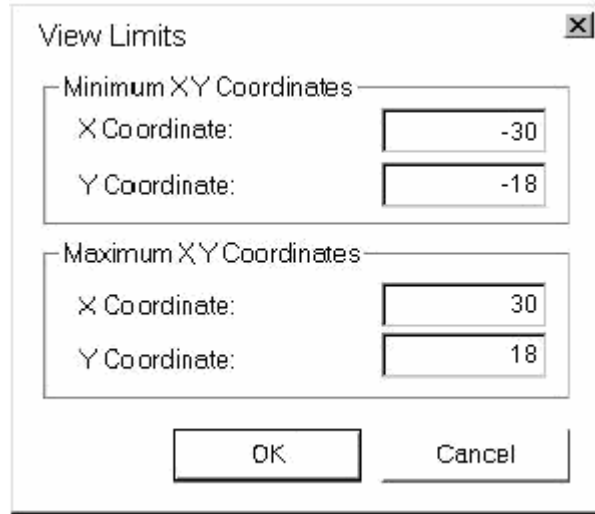 View Limits
Minimum XY Coordinates
X Coordinate: -30
Y Coordinate: -18
Maximum XY Coordinates
X Coordinate: 30
Y Coordinate: 18
OK Cancel